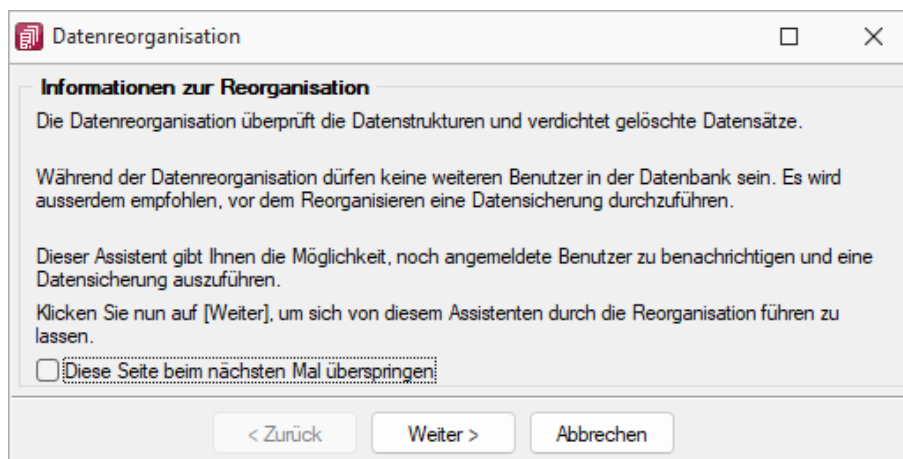 Datenreorganisation
Informationen zur Reorganisation
Die Datenreorganisation überprüft die Datenstrukturen und verdichtet gelöschte Datensätze.
Während der Datenreorganisation dürfen keine weiteren Benutzer in der Datenbank sein. Es wird
ausserdem empfohlen, vor dem Reorganisieren eine Datensicherung durchzuführen.
Dieser Assistent gibt Ihnen die Möglichkeit, noch angemeldete Benutzer zu benachrichtigen und eine
Datensicherung auszuführen.
Klicken Sie nun auf [Weiter], um sich von diesem Assistenten durch die Reorganisation führen zu
lassen.
Diese Seite beim nächsten Mal überspringen
< Zurück Weiter > Abbrechen